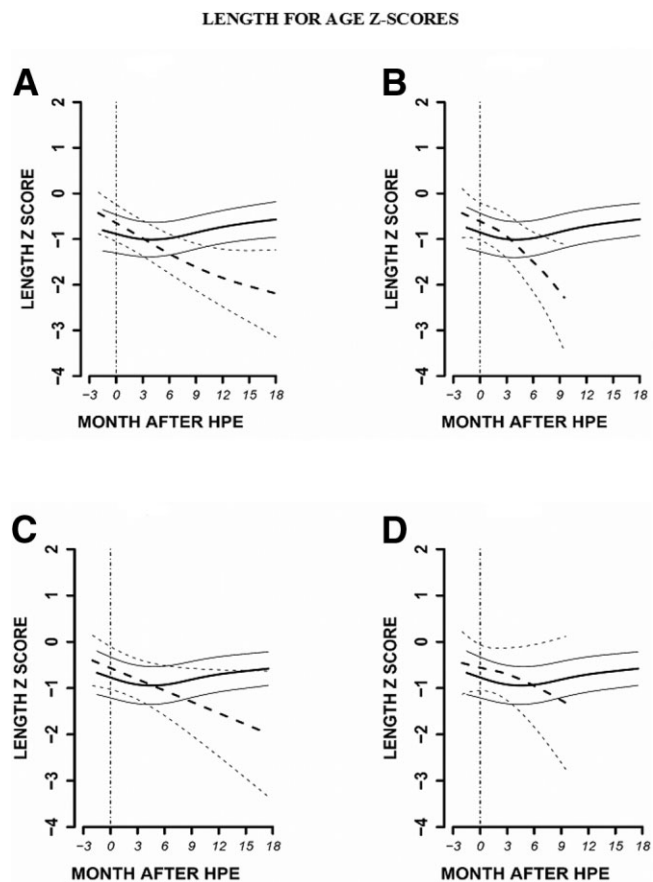 LENGTH FOR AGE Z-SCORES
A
LENGTH Z SCORE
2
1
0
−1
−2
−3
−4
−3 0 3 6 9 12 15 18
MONTH AFTER HPE
B
LENGTH Z SCORE
2
1
0
−1
−2
−3
−4
−3 0 3 6 9 12 15 18
MONTH AFTER HPE
C
LENGTH Z SCORE
2
1
0
−1
−2
−3
−4
−3 0 3 6 9 12 15 18
MONTH AFTER HPE
D
LENGTH Z SCORE
2
1
0
−1
−2
−3
−4
−3 0 3 6 9 12 15 18
MONTH AFTER HPE